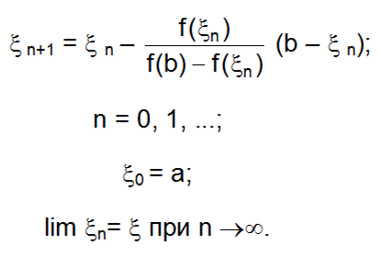 ξ n+1 = ξ n – f(ξn) / f(b) – f(ξn) (b – ξ n);
n = 0, 1, ...;
ξ0 = a;
lim ξn= ξ при n →∞.